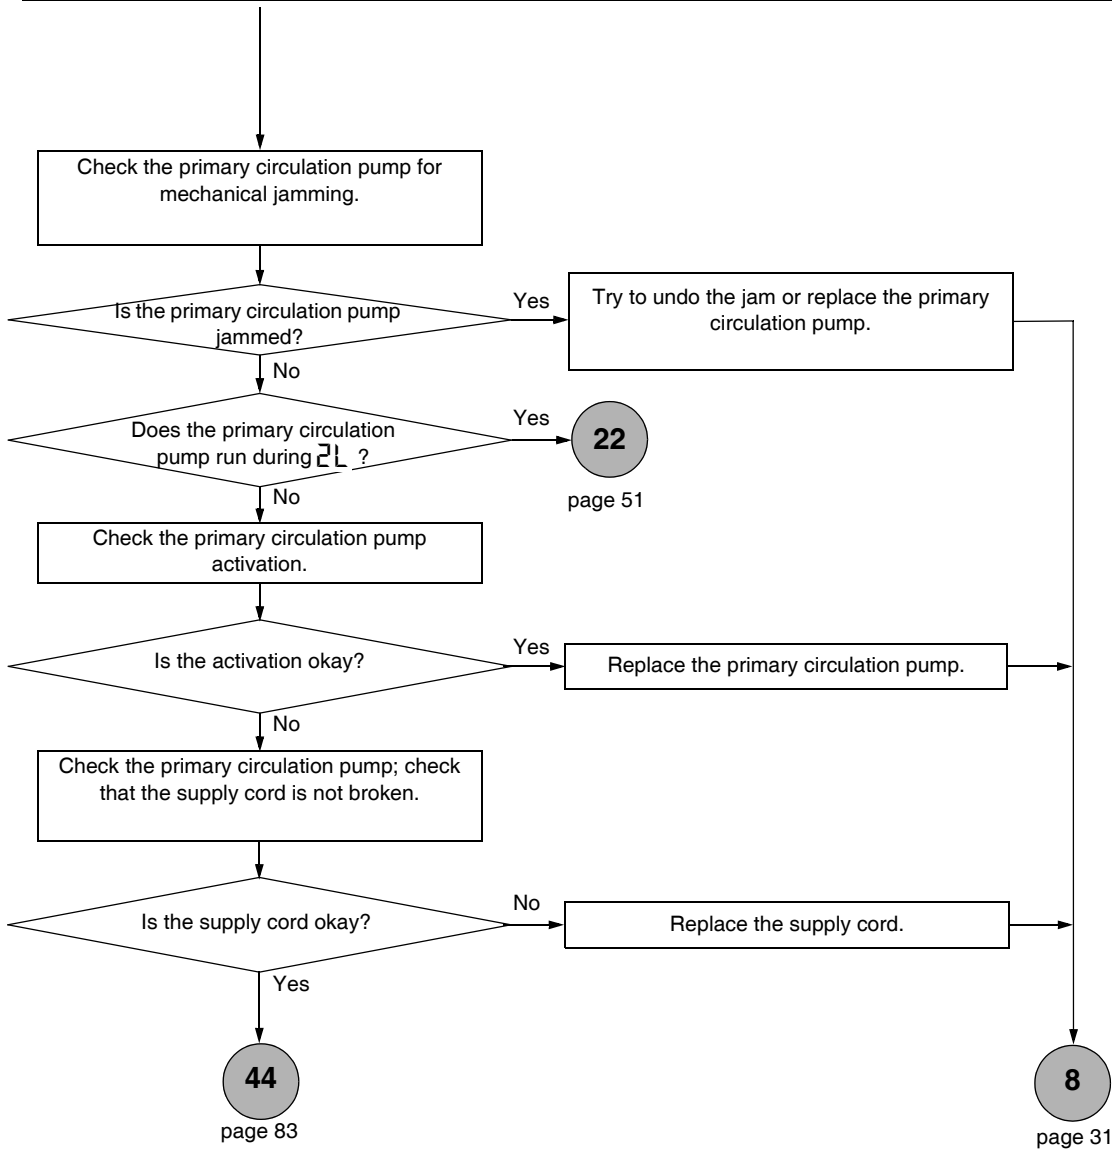 Check the primary circulation pump for
mechanical jamming.
Is the primary circulation pump
jammed?
Yes
Try to undo the jam or replace the primary
circulation pump.
No
Does the primary circulation
pump run during 2L ?
Yes
22
page 51
No
Check the primary circulation pump
activation.
Is the activation okay?
Yes
Replace the primary circulation pump.
No
Check the primary circulation pump; check
that the supply cord is not broken.
Is the supply cord okay?
No
Replace the supply cord.
Yes
44
page 83
8
page 31